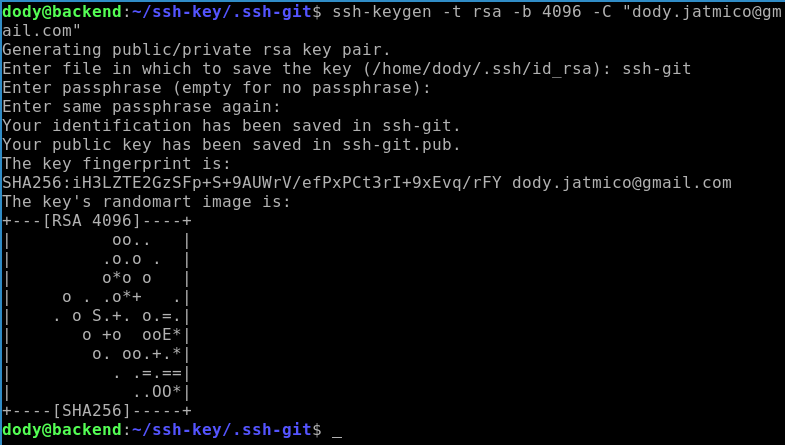 dody@backend:~/ssh-key/.ssh-git$ ssh-keygen -t rsa -b 4096 -C "dody.jatmico@gm
ail.com"
Generating public/private rsa key pair.
Enter file in which to save the key (/home/dody/.ssh/id_rsa): ssh-git
Enter passphrase (empty for no passphrase):
Enter same passphrase again:
Your identification has been saved in ssh-git.
Your public key has been saved in ssh-git.pub.
The key fingerprint is:
SHA256:iH3LZTE2GzSFp+S+9AUWrV/efPxPCt3rI+9xEvq/rFY dody.jatmico@gmail.com
The key's randomart image is:
+---[RSA 4096]----+
|          oo..   |
|         .o.o .  |
|         o*o o   |
|     o . .o*+   .|
|    . o S.+. o.=.|
|       o +o  ooE*|
|        o. oo.+.*|
|          . .=.==|
|            ..OO*|
+----[SHA256]-----+
dody@backend:~/ssh-key/.ssh-git$ _